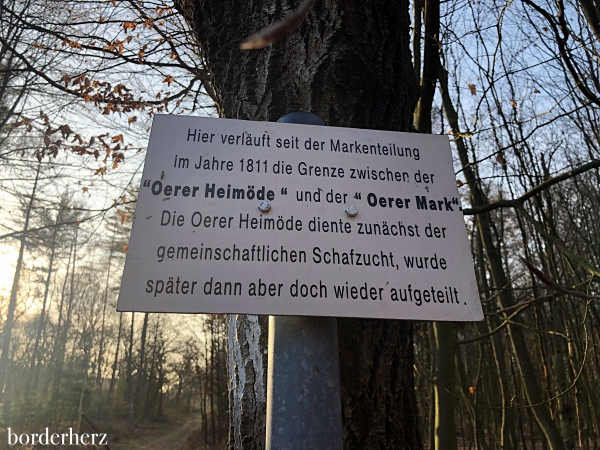 Hier verläuft seit der Markenteilung
im Jahre 1811 die Grenze zwischen der
"Oerer Heimöde " und der " Oerer Mark".
Die Oerer Heimöde diente zunächst der
gemeinschaftlichen Schafzucht, wurde
später dann aber doch wieder aufgeteilt .
borderherz